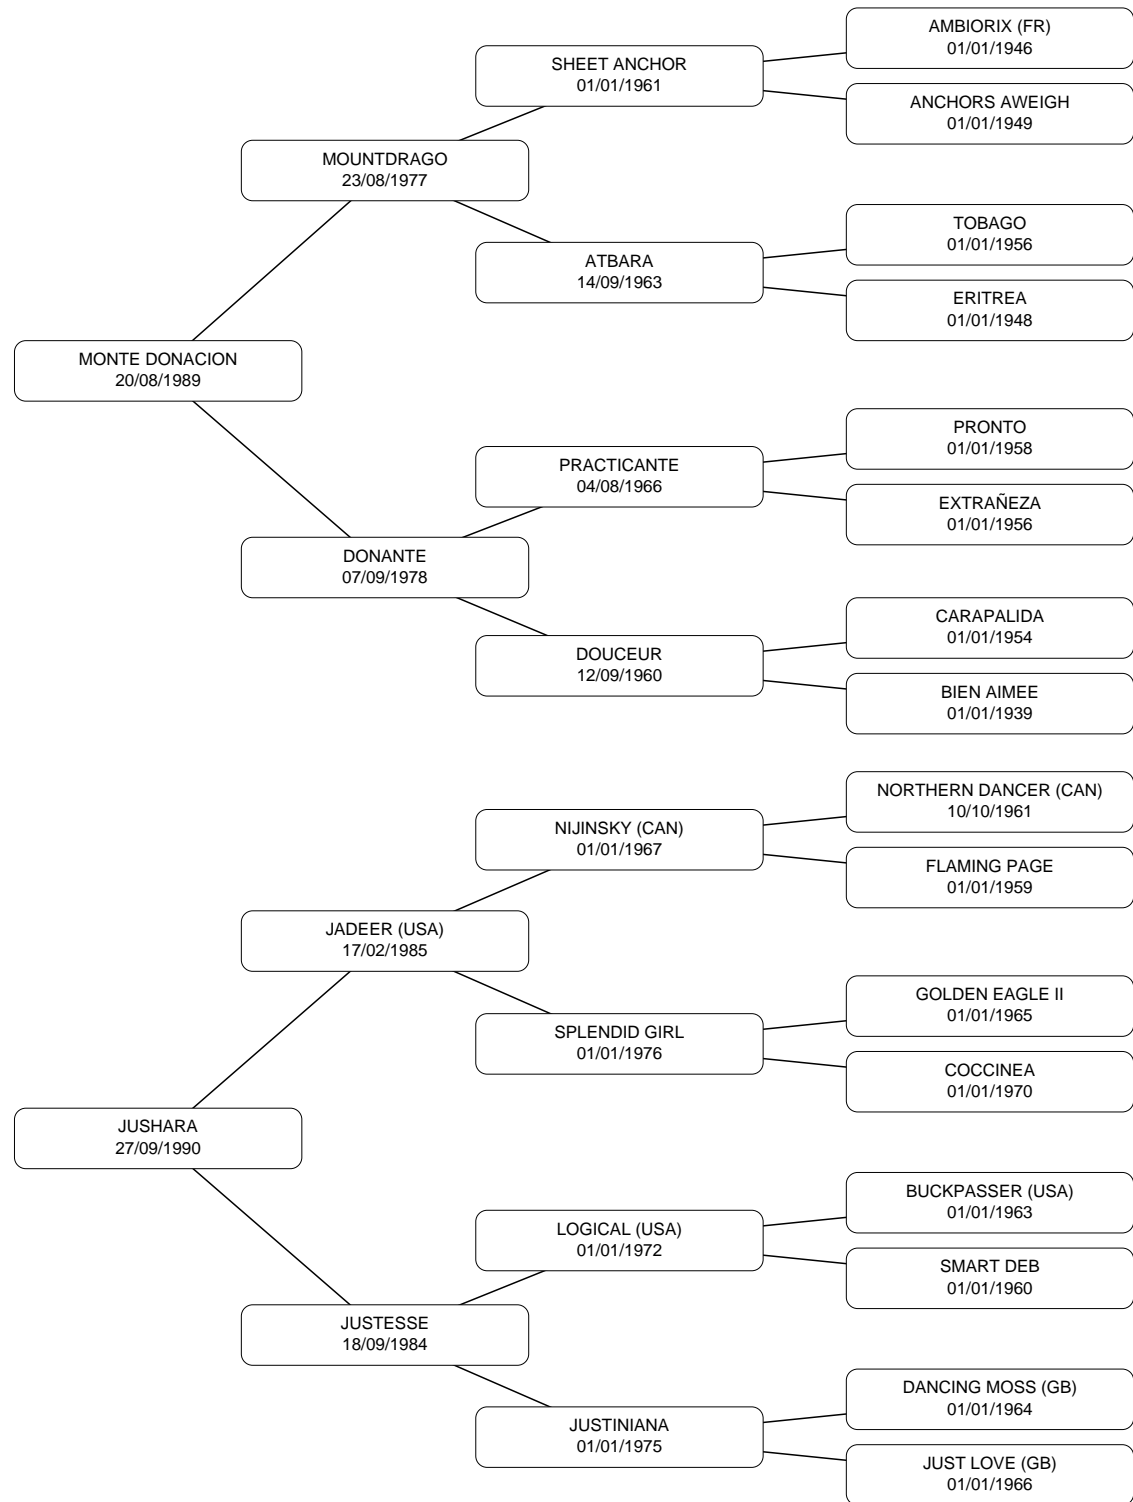 AMBIORIX (FR)
01/01/1946
SHEET ANCHOR
01/01/1961
ANCHORS AWEIGH
01/01/1949
MOUNTDRAGO
23/08/1977
TOBAGO
01/01/1956
ATBARA
14/09/1963
ERITREA
01/01/1948
MONTE DONACION
20/08/1989
PRONTO
01/01/1958
PRACTICANTE
04/08/1966
EXTRAÑEZA
01/01/1956
DONANTE
07/09/1978
CARAPALIDA
01/01/1954
DOUCEUR
12/09/1960
BIEN AIMEE
01/01/1939
NORTHERN DANCER (CAN)
10/10/1961
NIJINSKY (CAN)
01/01/1967
FLAMING PAGE
01/01/1959
JADEER (USA)
17/02/1985
GOLDEN EAGLE II
01/01/1965
SPLENDID GIRL
01/01/1976
COCCINEA
01/01/1970
JUSHARA
27/09/1990
BUCKPASSER (USA)
01/01/1963
LOGICAL (USA)
01/01/1972
SMART DEB
01/01/1960
JUSTESSE
18/09/1984
DANCING MOSS (GB)
01/01/1964
JUSTINIANA
01/01/1975
JUST LOVE (GB)
01/01/1966